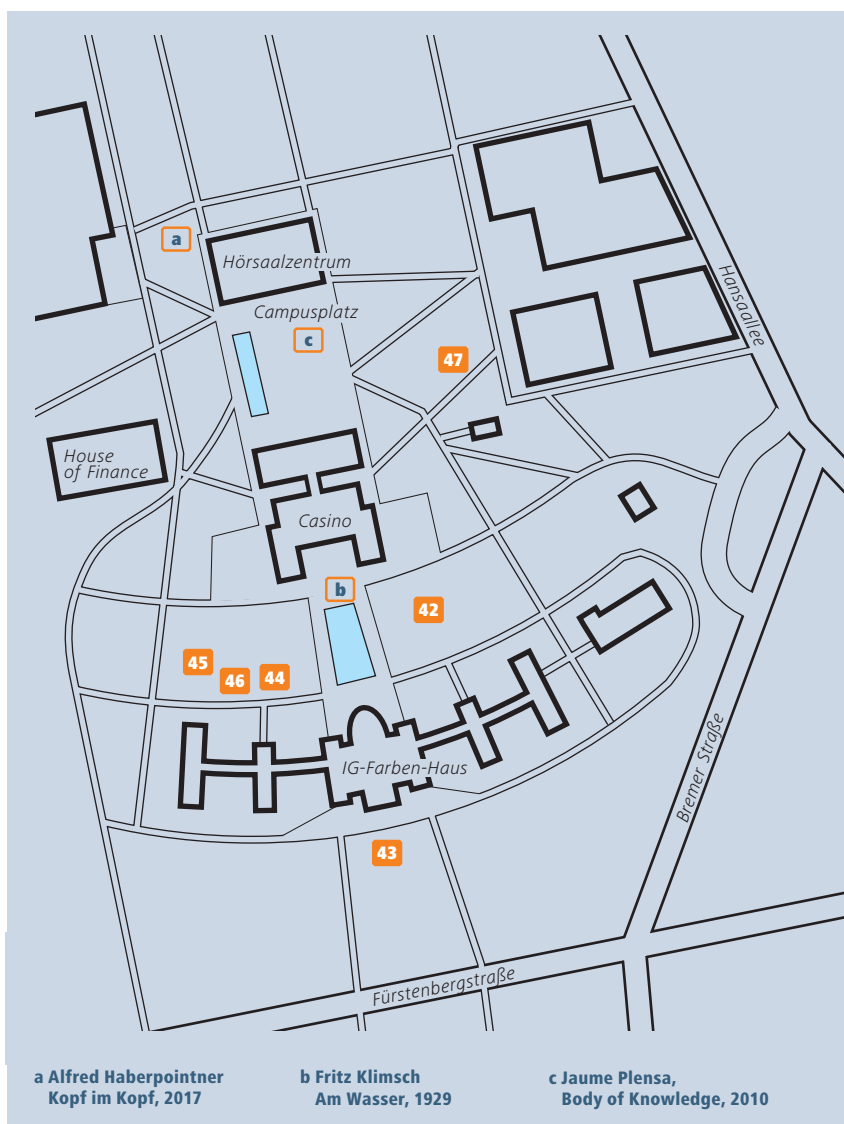 a
Hörsaalzentrum
Campusplatz
c
Hansaallee
47
House
of Finance
Casino
b
42
45
46
44
IG-Farben-Haus
Bremer Straße
43
Fürstenbergstraße
a Alfred Haberpointner
Kopf im Kopf, 2017
b Fritz Klimsch
Am Wasser, 1929
c Jaume Plensa,
Body of Knowledge, 2010